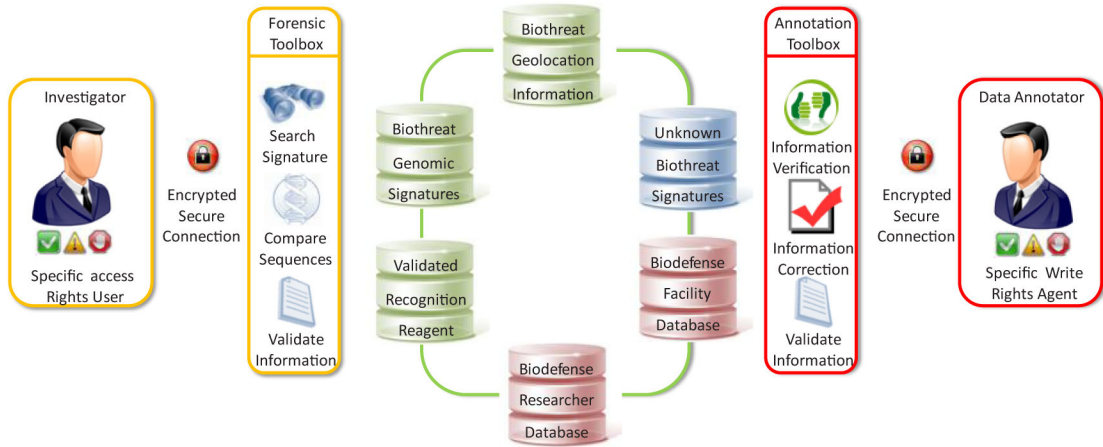 Investigator
Specific access
Rights User
Encrypted
Secure
Connection
Forensic
Toolbox
Search
Signature
Compare
Sequences
Validate
Information
Biothreat
Geolocation
Information
Biothreat
Genomic
Signatures
Validated
Recognition
Reagent
Unknown
Biothreat
Signatures
Biodefense
Facility
Database
Biodefense
Researcher
Database
Annotation
Toolbox
Information
Verification
Information
Correction
Validate
Information
Encrypted
Secure
Connection
Data Annotator
Specific Write
Rights Agent